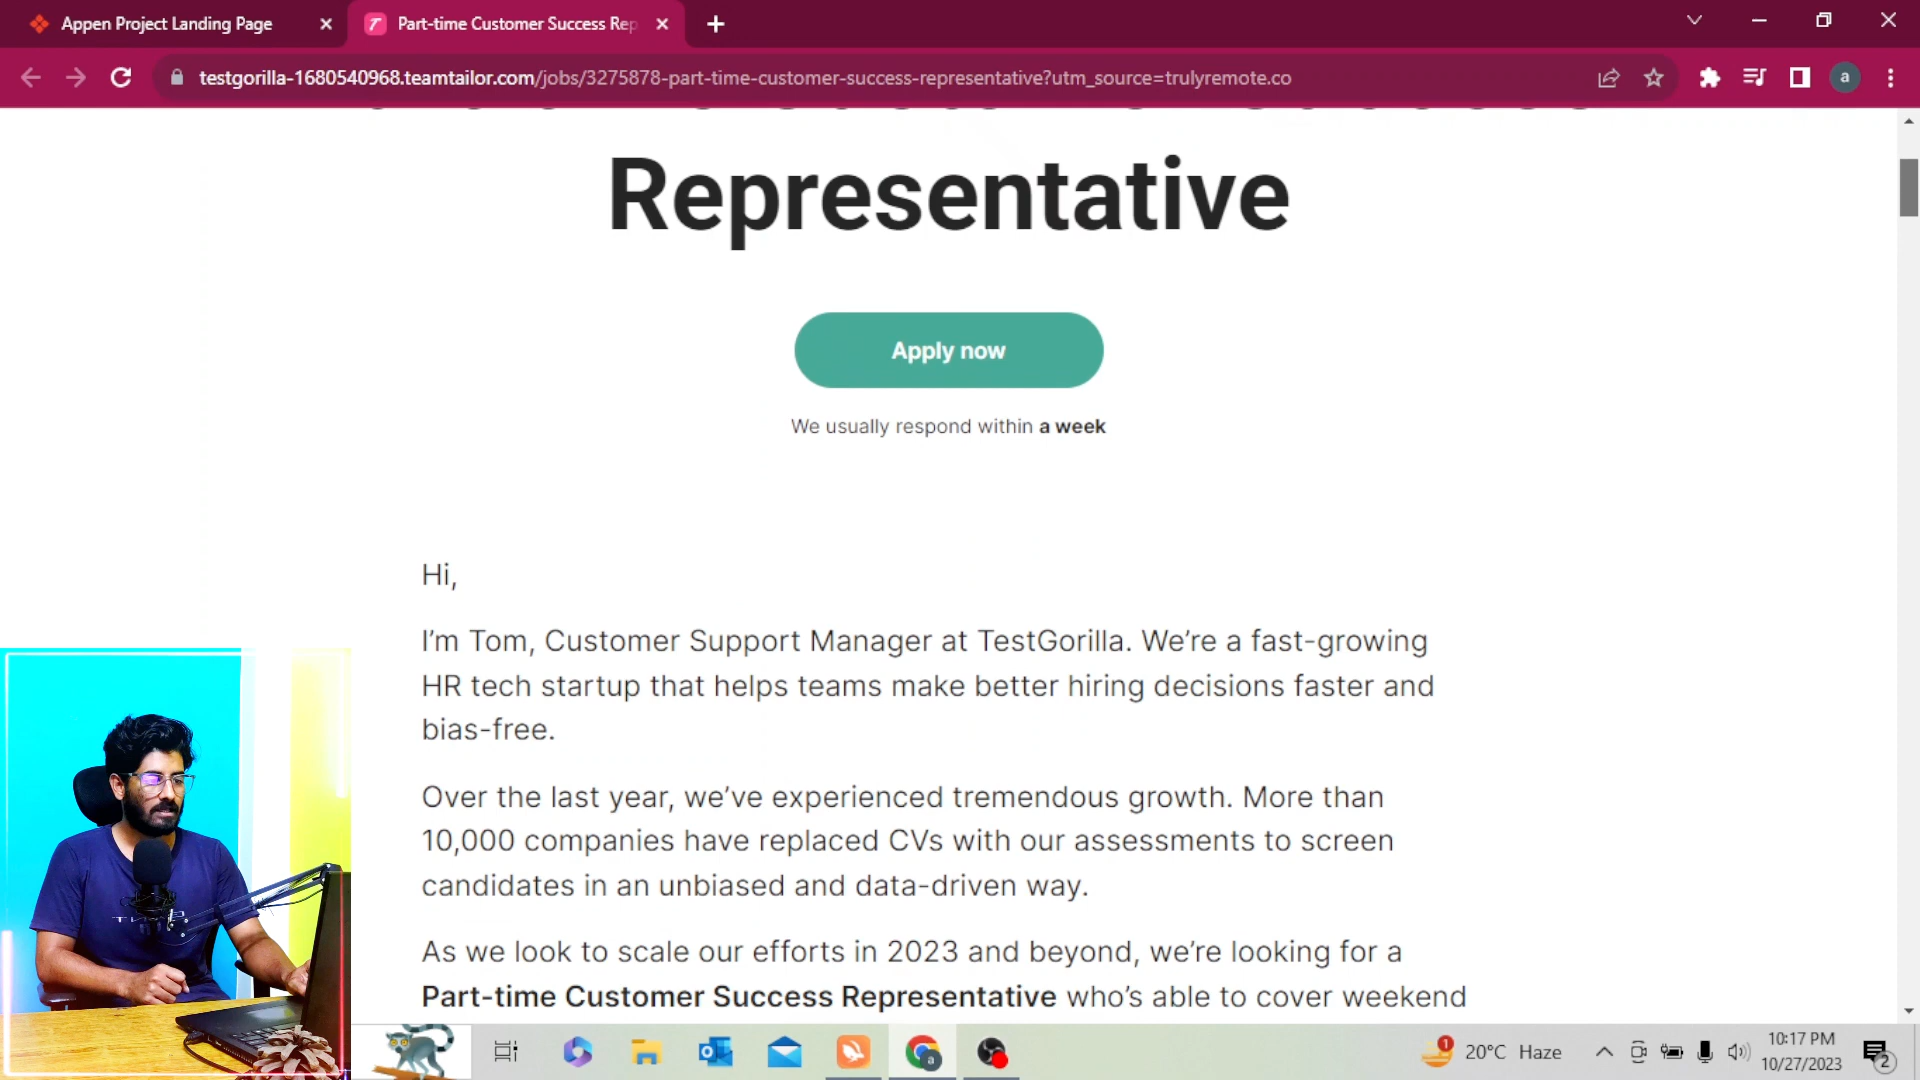 Appen Project Landing Page
Part-time Customer Success Rep
testgorilla-1680540968.teamtailor.com/jobs/3275878-part-time-customer-success-representative?utm_source=trulyremote.co
a
Representative
Apply now
We usually respond within a week
Hi,
I'm Tom, Customer Support Manager at TestGorilla. We're a fast-growing
HR tech startup that helps teams make better hiring decisions faster and
bias-free.
Over the last year, we've experienced tremendous growth. More than
10,000 companies have replaced CVs with our assessments to screen
candidates in an unbiased and data-driven way.
As we look to scale our efforts in 2023 and beyond, we're looking for a
Part-time Customer Success Representative who's able to cover weekend
a
1
20°C Haze
10:17 PM
10/27/2023
2